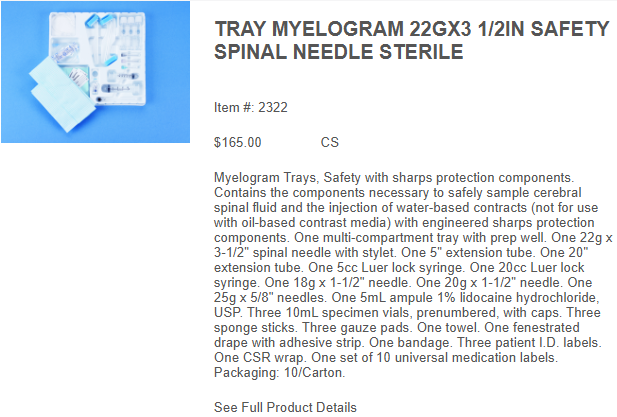 TRAY MYELOGRAM 22GX3 1/2IN SAFETY
SPINAL NEEDLE STERILE
Item #: 2322
$165.00 CS
Myelogram Trays, Safety with sharps protection components.
Contains the components necessary to safely sample cerebral
spinal fluid and the injection of water-based contracts (not for use
with oil-based contrast media) with engineered sharps protection
components. One multi-compartment tray with prep well. One 22g x
3-1/2" spinal needle with stylet. One 5" extension tube. One 20"
extension tube. One 5cc Luer lock syringe. One 20cc Luer lock
syringe. One 18g x 1-1/2" needle. One 20g x 1-1/2" needle. One
25g x 5/8" needles. One 5mL ampule 1% lidocaine hydrochloride,
USP. Three 10mL specimen vials, prenumbered, with caps. Three
sponge sticks. Three gauze pads. One towel. One fenestrated
drape with adhesive strip. One bandage. Three patient I.D. labels.
One CSR wrap. One set of 10 universal medication labels.
Packaging: 10/Carton.
See Full Product Details